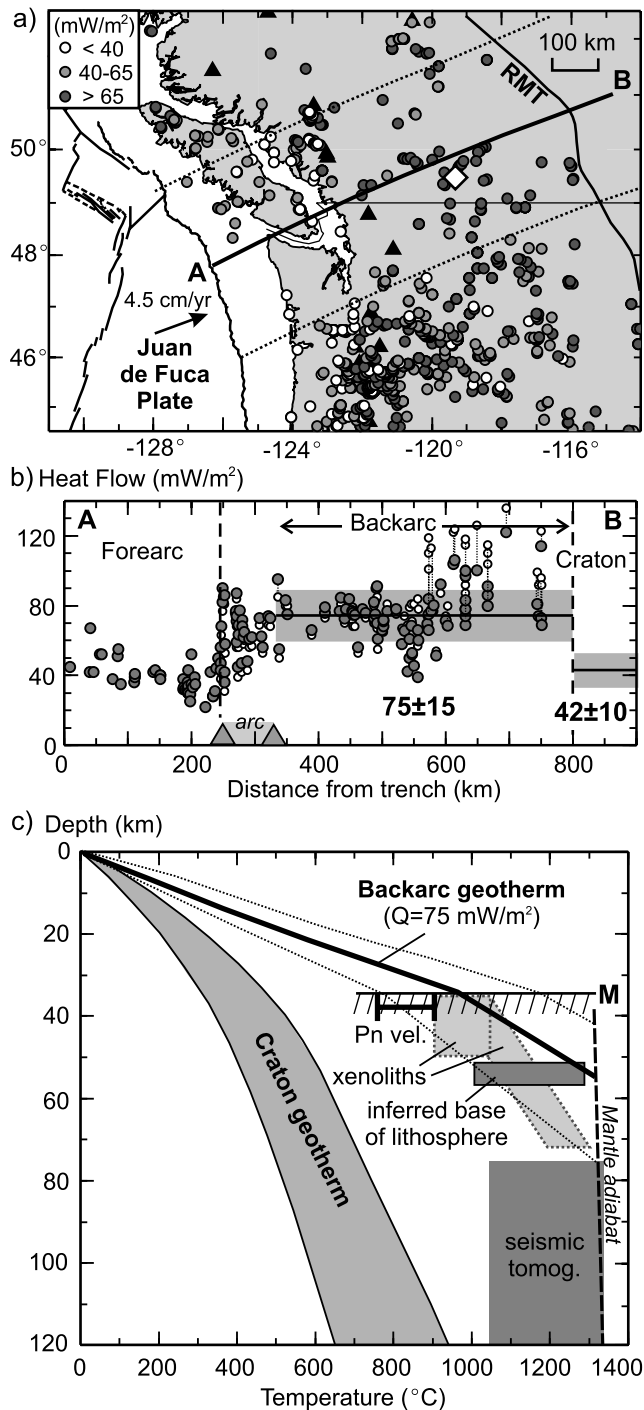 a)
(mW/m²)
< 40
40-65
> 65
100 km
B
RMT
50°
48°
46°
A
4.5 cm/yr
Juan
de Fuca
Plate
-128°
-124°
-120°
-116°
b) Heat Flow (mW/m²)
A
B
Backarc
Forearc
Craton
120
80
40
0
75±15
42±10
arc
0 200 400 600 800
Distance from trench (km)
c) Depth (km)
0
20
40
60
80
100
120
Backarc geotherm
(Q=75 mW/m²)
M
Pn vel.
xenoliths
inferred base
of lithosphere
Mantle adiabat
Craton geotherm
seismic
tomog.
0 200 400 600 800 1000 1200 1400
Temperature (°C)